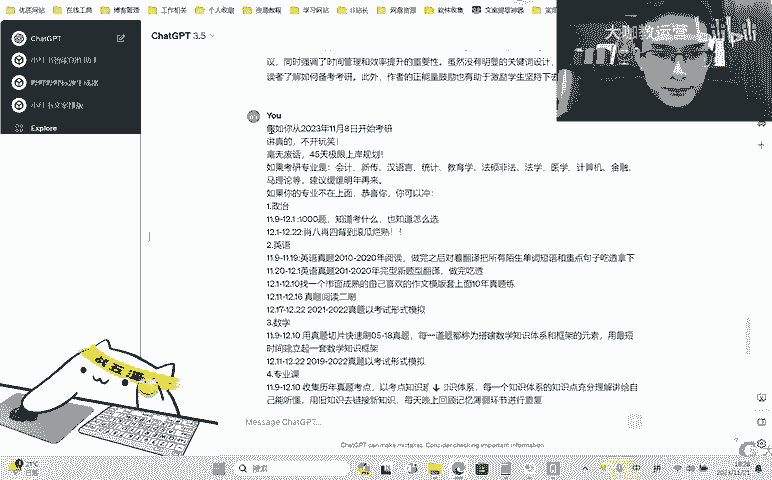 优惠网站 在线工具 博客管理 工作相关 个人收藏 资源教程 学习网站 非站长 网盘资源 软件收集 文案提取神器
ChatGPT
Explore
ChatGPT 3.5
大咖教运营
议，同时强调了时间管理和效率提升的重要性。虽然没有明显的关键词设计，
读者了解如何备考考研。此外，作者的正能量鼓励也有助于激学生坚持下去
You
假如你从2023年11月8日开始考研
讲真的，不开玩笑！
毫无废话，45天极限上岸规划！
如果考研专业是：会计、新传、汉语言、统计、教育学、法硕非法、法学、医学、计算机、金融、
马理论等，建议缓缓明年再来。
如果你的专业不在上面，恭喜你，你可以冲：
1.政治
11.9-12.1:1000题，知道考什么，也知道怎么选
12.1-12.22:肖八肖四背到滚瓜烂熟！！
2.英语
11.9-11.19:英语真题2010-2020年阅读，做完之后对着翻译把所有陌生单词短语和重点句子吃透拿下
11.20-12.1英语真题201-2020年完型新题型翻译，做完吃透
12.1-12.10找一个市面成熟的自己喜欢的作文模版套上面10年真题练
12.11-12.16 真题阅读二刷
12.17-12.22 2021-2022真题以考试形式模拟
3.数学
11.9-12.10 用真题切片快速刷05-18真题，每一道题都称为搭建数学知识体系和框架的元素，用最短
时间建立起一套数学知识框架
12.11-12.22 2019-2022真题以考试形式模拟
4.专业课
11.9-12.10 收集历年真题考点，以考点知识 识体系，每一个知识体系的知识点充分理解讲给自
己能听懂，用旧知识去链接新知识，每天晚上回顾记忆薄弱环节进行重复
Message ChatGPT...
ChatGPT can make mistakes. Consider checking important information.
21°C
搜索
中 拼
2023/11/21